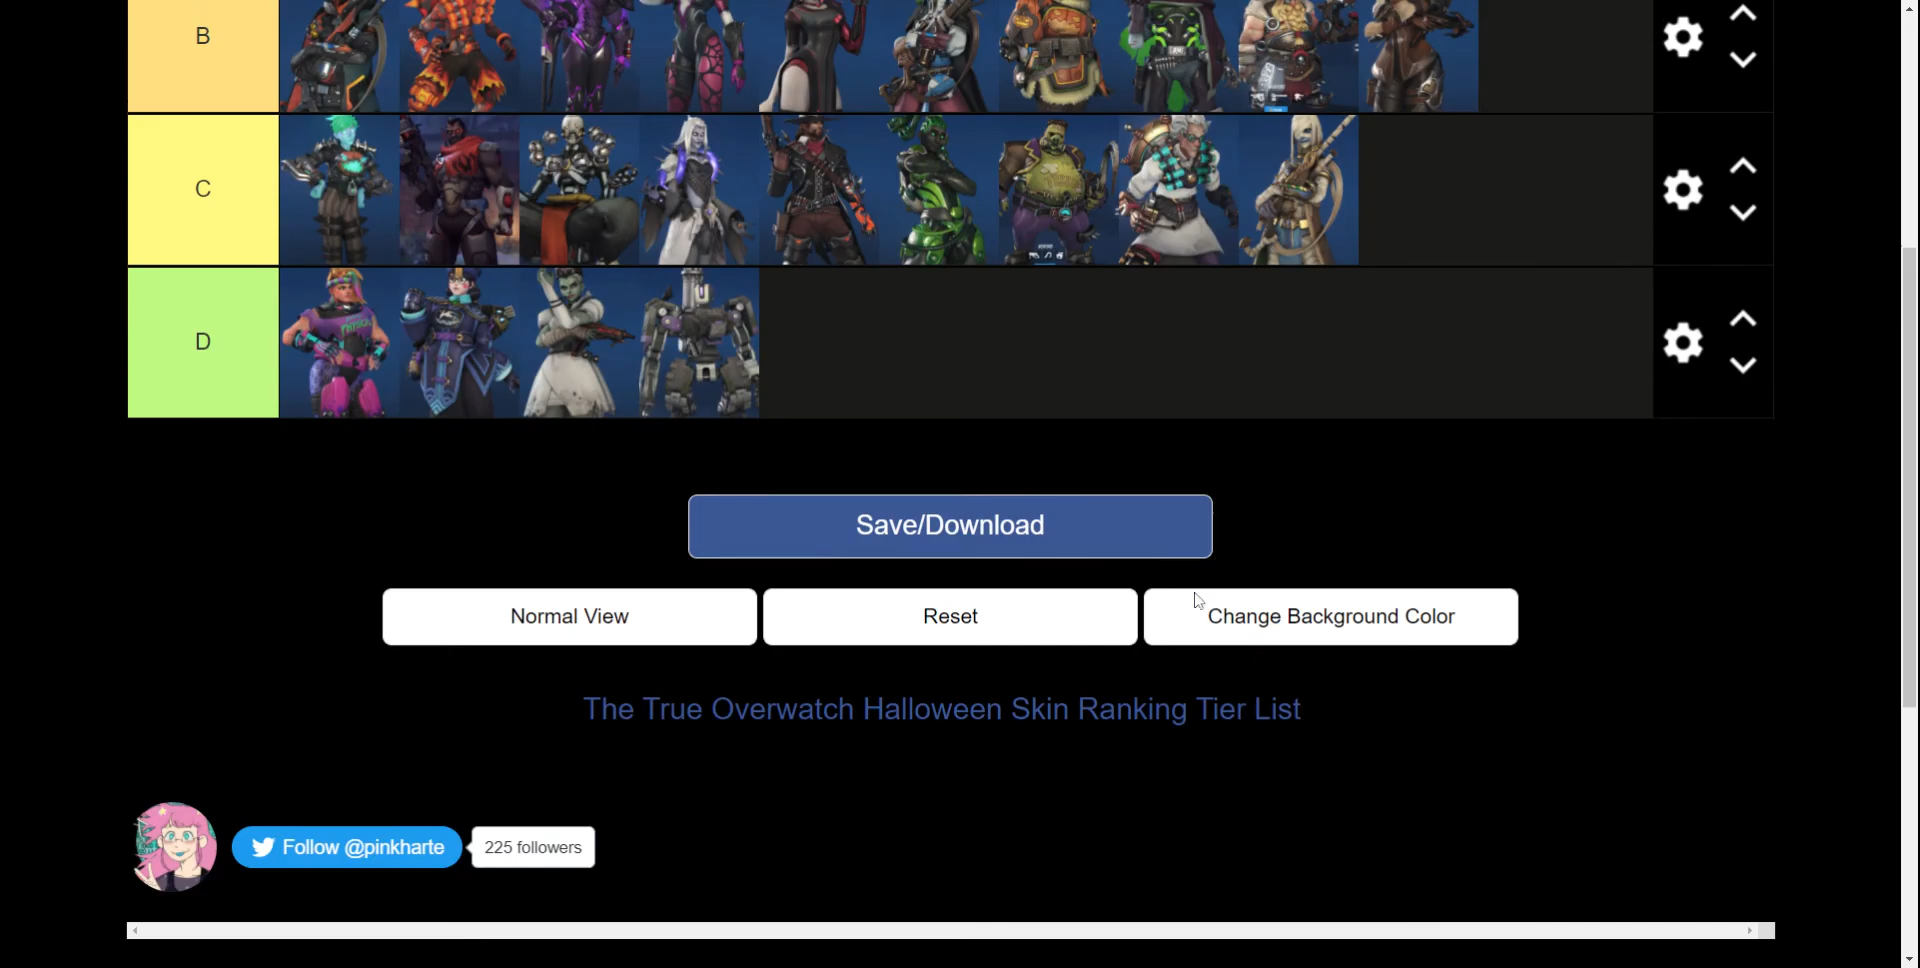 B
C
D
Save/Download
Normal View
Reset
Change Background Color
The True Overwatch Halloween Skin Ranking Tier List
Follow @pinkharte
225 followers